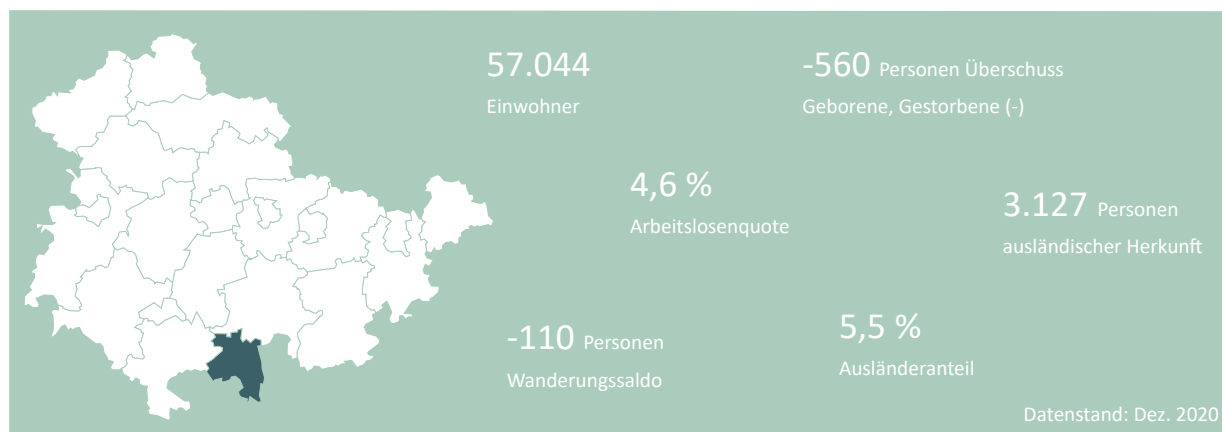 57.044
Einwohner
-560 Personen Überschuss
Geborene, Gestorbene (-)
4,6 %
Arbeitslosenquote
3.127 Personen
ausländischer Herkunft
-110 Personen
Wanderungssaldo
5,5 %
Ausländeranteil
Datenstand: Dez. 2020